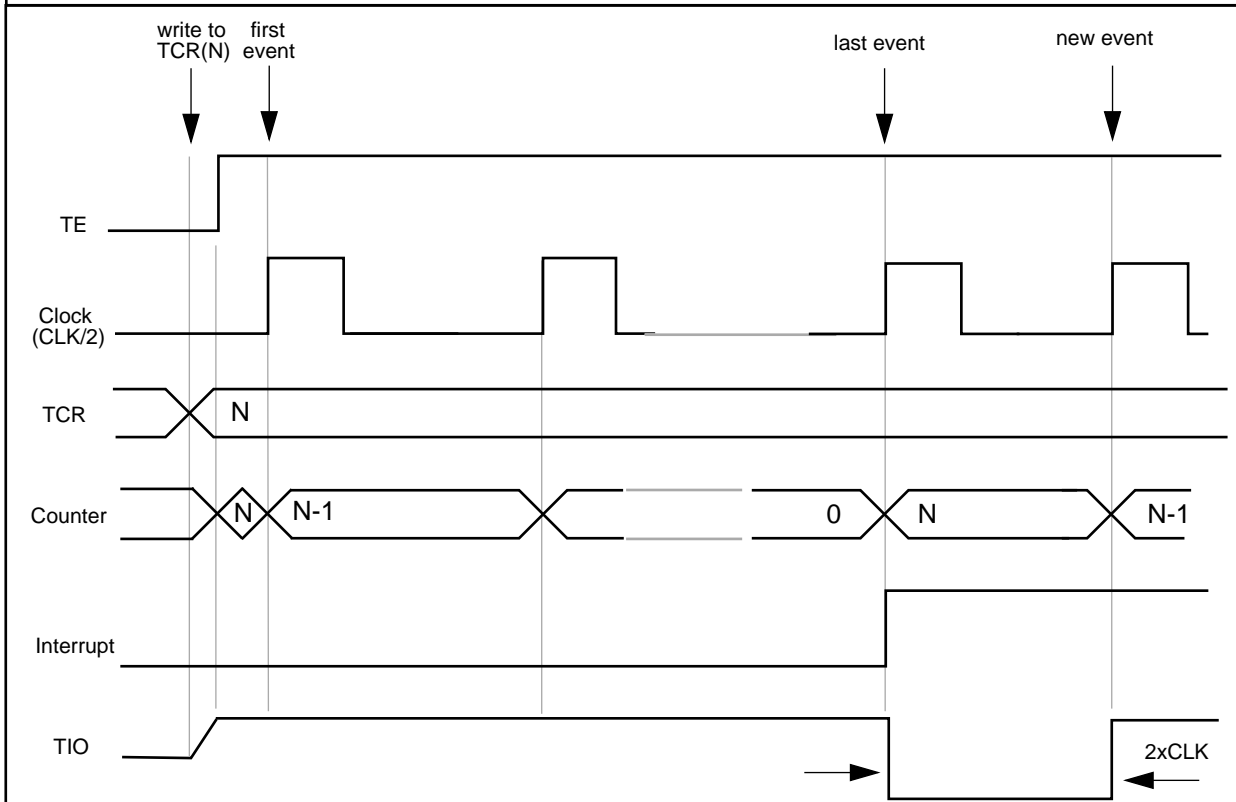 write to
TCR(N)
first
event
last event
new event
TE
Clock
(CLK/2)
TCR
N
Counter
N
N-1
0
N
N-1
Interrupt
TIO
2xCLK